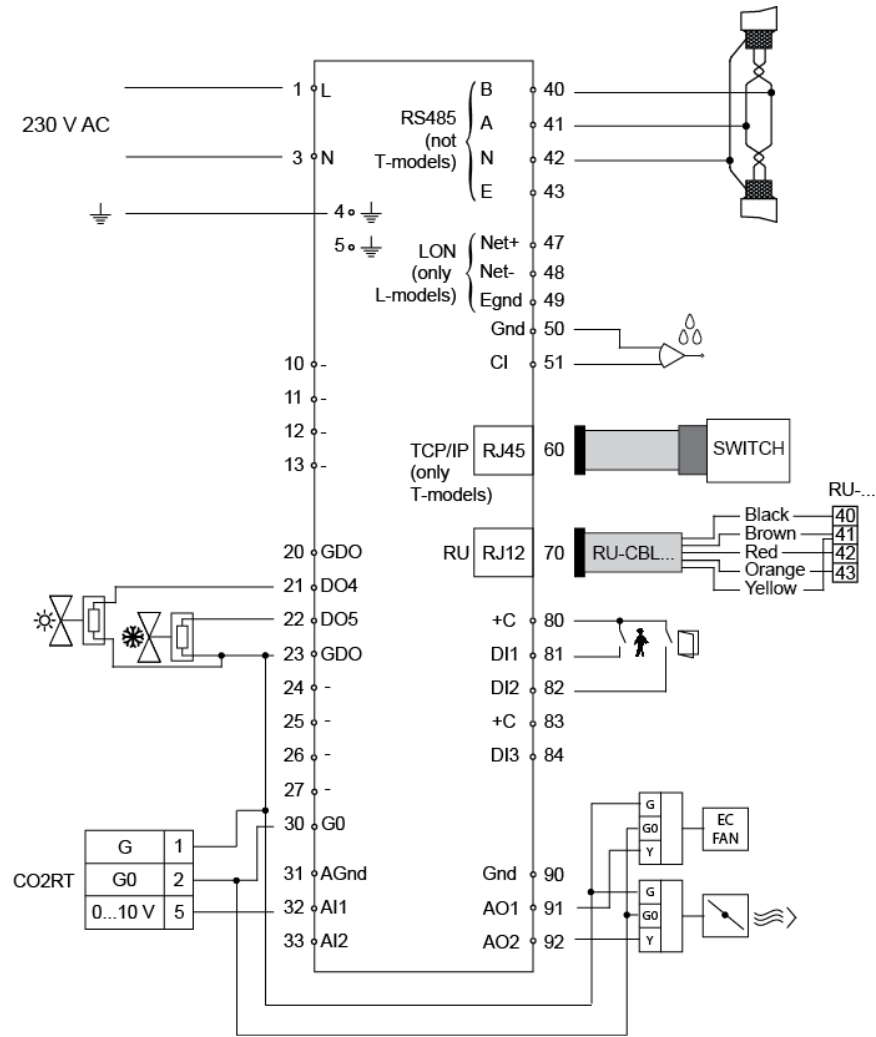 230 V AC
1 L
3 N
4
5
10 -
11 -
12 -
13 -
20 GDO
21 DO4
22 DO5
23 GDO
24 -
25 -
26 -
27 -
30 G0
31 AGnd
32 AI1
33 AI2
CO2RT
G 1
G0 2
0...10 V 5
RS485
(not
T-models)
B 40
A 41
N 42
E 43
LON
(only
L-models)
Net+ 47
Net- 48
Egnd 49
Gnd 50
CI 51
TCP/IP
(only
T-models)
RJ45 60
SWITCH
RU RJ12 70
RU-CBL...
RU-...
Black 40
Brown 41
Red 42
Orange 43
Yellow
+C 80
DI1 81
DI2 82
+C 83
DI3 84
Gnd 90
AO1 91
AO2 92
G
G0
Y
EC
FAN
G
G0
Y